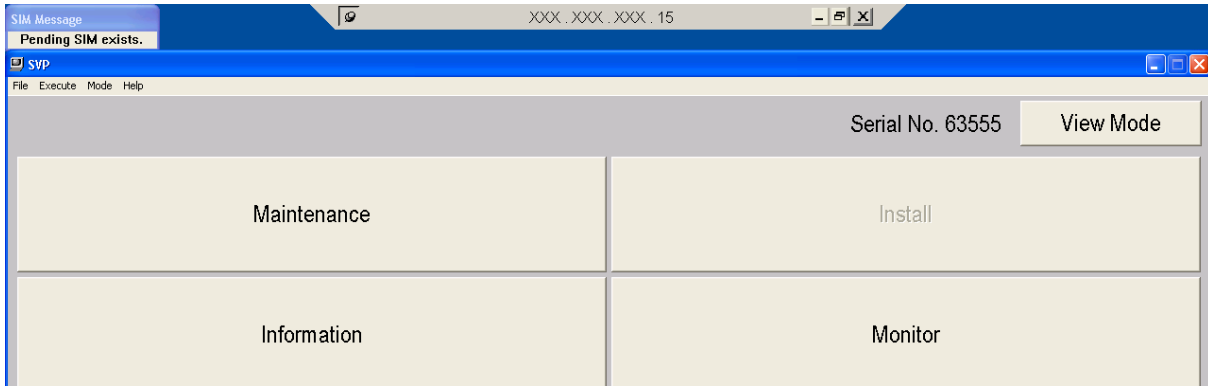 SIM Message
XXX . XXX . XXX . 15
Pending SIM exists.
SVP
File Execute Mode Help
Serial No. 63555 View Mode
Maintenance Install
Information Monitor